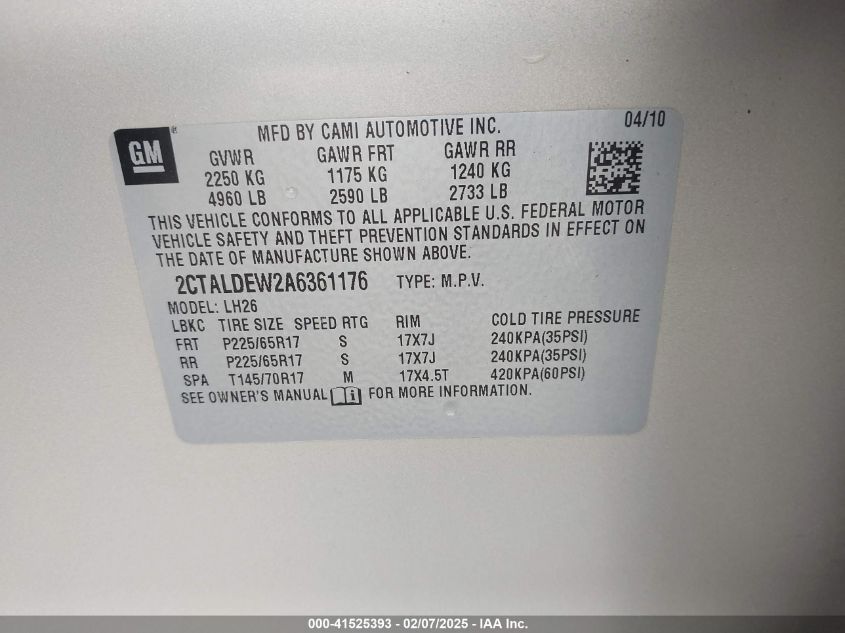 GM
MFD BY CAMI AUTOMOTIVE INC. 04/10
GVWR GAWR FRT GAWR RR
2250 KG 1175 KG 1240 KG
4960 LB 2590 LB 2733 LB
THIS VEHICLE CONFORMS TO ALL APPLICABLE U.S. FEDERAL MOTOR
VEHICLE SAFETY AND THEFT PREVENTION STANDARDS IN EFFECT ON
THE DATE OF MANUFACTURE SHOWN ABOVE.
2CTALDEW2A6361176 TYPE: M.P.V.
MODEL: LH26
LBKC TIRE SIZE SPEED RTG RIM COLD TIRE PRESSURE
FRT P225/65R17 S 17X7J 240KPA(35PSI)
RR P225/65R17 S 17X7J 240KPA(35PSI)
SPA T145/70R17 M 17X4.5T 420KPA(60PSI)
SEE OWNER'S MANUAL i FOR MORE INFORMATION.
000-41525393 - 02/07/2025 - IAA Inc.